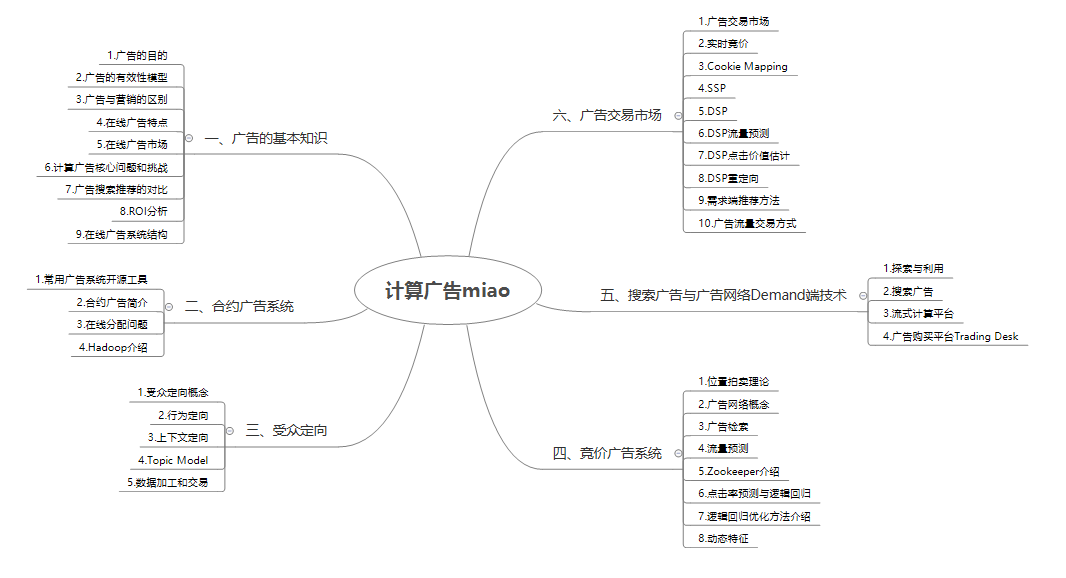 计算广告miao
一、广告的基本知识
1.广告的目的
2.广告的有效性模型
3.广告与营销的区别
4.在线广告特点
5.在线广告市场
6.计算广告核心问题和挑战
7.广告搜索推荐的对比
8.ROI分析
9.在线广告系统结构
二、合约广告系统
1.常用广告系统开源工具
2.合约广告简介
3.在线分配问题
4.Hadoop介绍
三、受众定向
1.受众定向概念
2.行为定向
3.上下文定向
4.Topic Model
5.数据加工和交易
四、竞价广告系统
1.位置拍卖理论
2.广告网络概念
3.广告检索
4.流量预测
5.Zookeeper介绍
6.点击率预测与逻辑回归
7.逻辑回归优化方法介绍
8.动态特征
五、搜索广告与广告网络Demand端技术
1.探索与利用
2.搜索广告
3.流式计算平台
4.广告购买平台Trading Desk
六、广告交易市场
1.广告交易市场
2.实时竞价
3.Cookie Mapping
4.SSP
5.DSP
6.DSP流量预测
7.DSP点击价值估计
8.DSP重定向
9.需求端推荐方法
10.广告流量交易方式